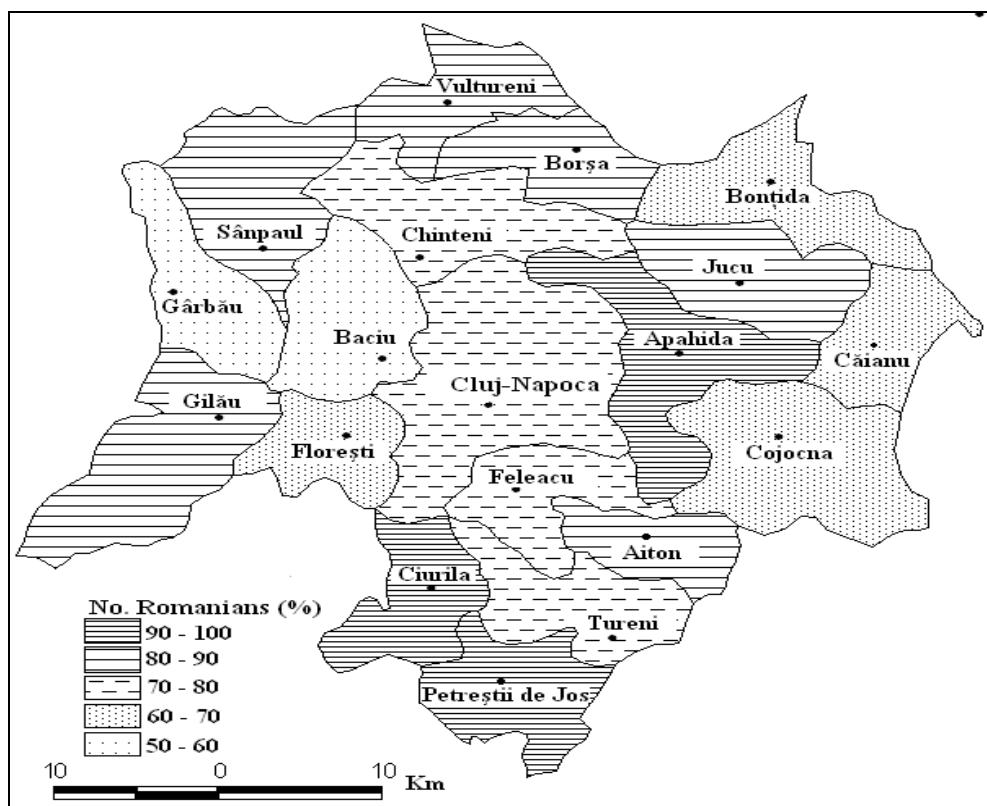 Vultureni
Borșa
Bontida
Sânpaul
Chinteni
Jucu
Gârbău
Baciu
Apahida
Căianu
Cluj-Napoca
Gilău
Florești
Cojocna
Feleacu
Aiton
Ciurila
Tureni
Petreștii de Jos
No. Romanians (%)
90 - 100
80 - 90
70 - 80
60 - 70
50 - 60
10 0 10 Km